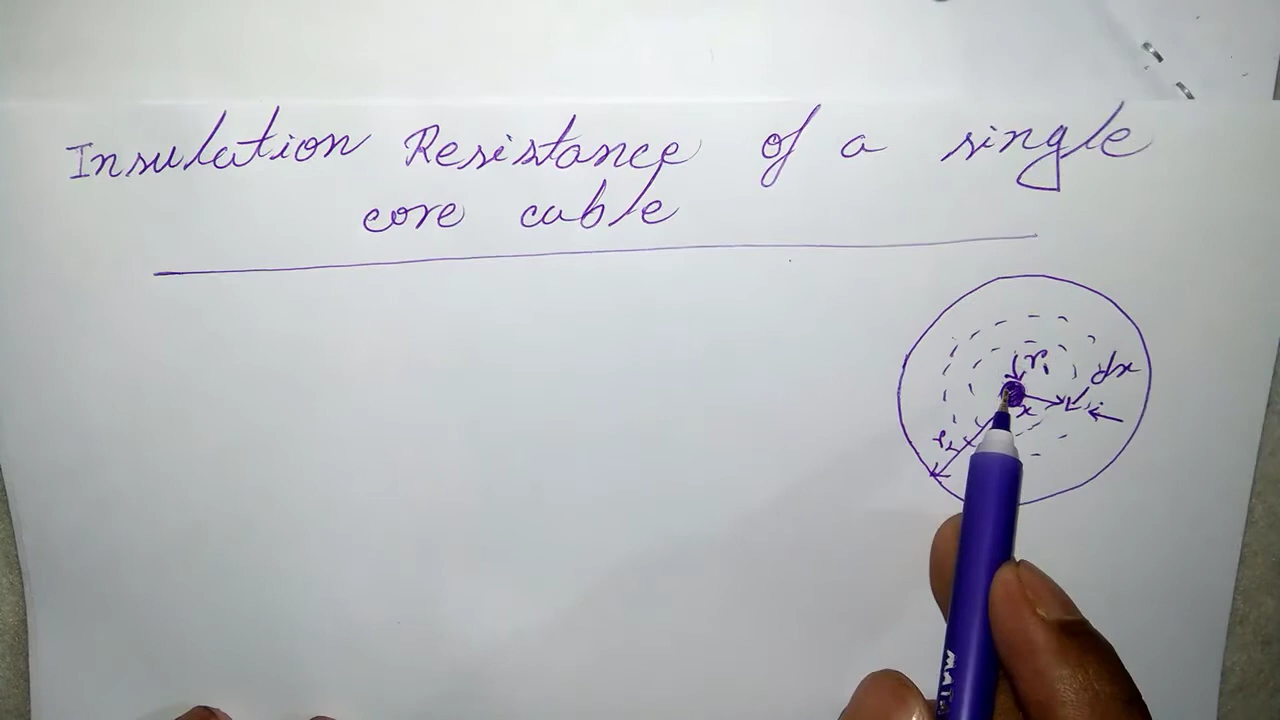 Insulation Resistance of a single
core cable
r₁
dx
x
r₂